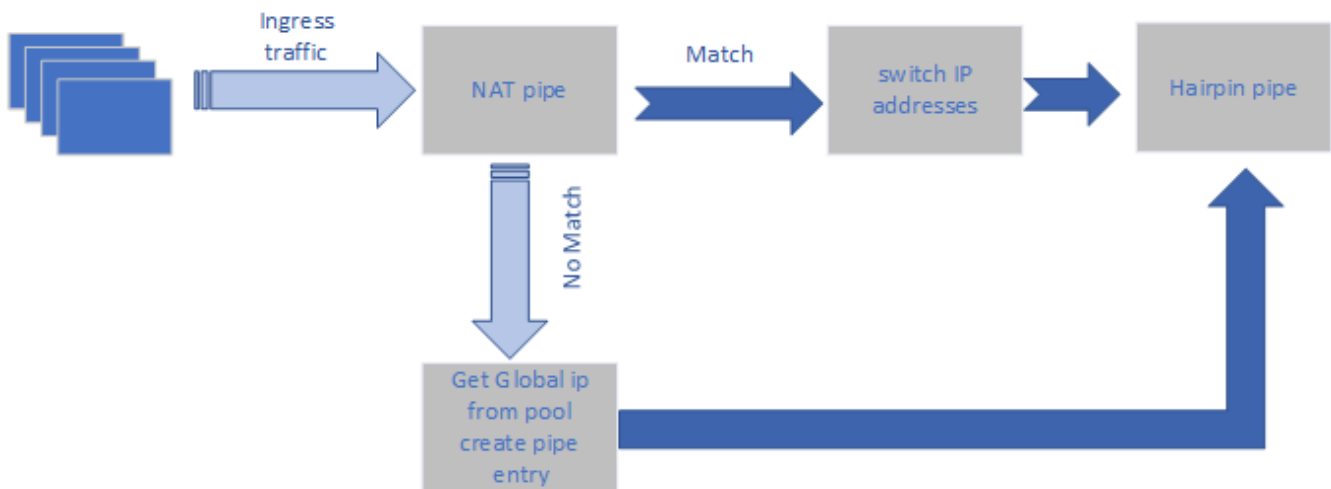 Ingress
traffic
NAT pipe
Match
switch IP
addresses
Hairpin pipe
No Match
Get Global ip
from pool
create pipe
entry